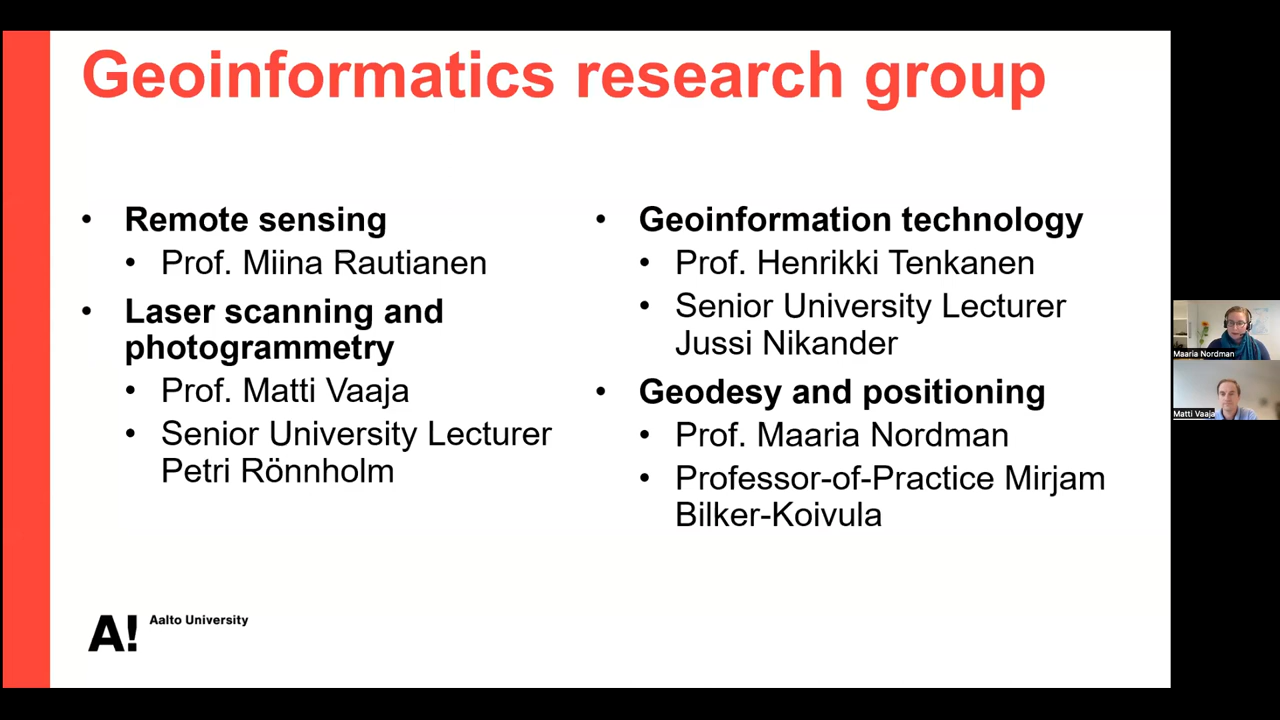 Geoinformatics research group
• Remote sensing
• Prof. Miina Rautianen
• Laser scanning and
photogrammetry
• Prof. Matti Vaaja
• Senior University Lecturer
Petri Rönnholm
• Geoinformation technology
• Prof. Henrikki Tenkanen
• Senior University Lecturer
Jussi Nikander
• Geodesy and positioning
• Prof. Maaria Nordman
• Professor-of-Practice Mirjam
Bilker-Koivula
A! Aalto University
Maaria Nordman
Matti Vaaja